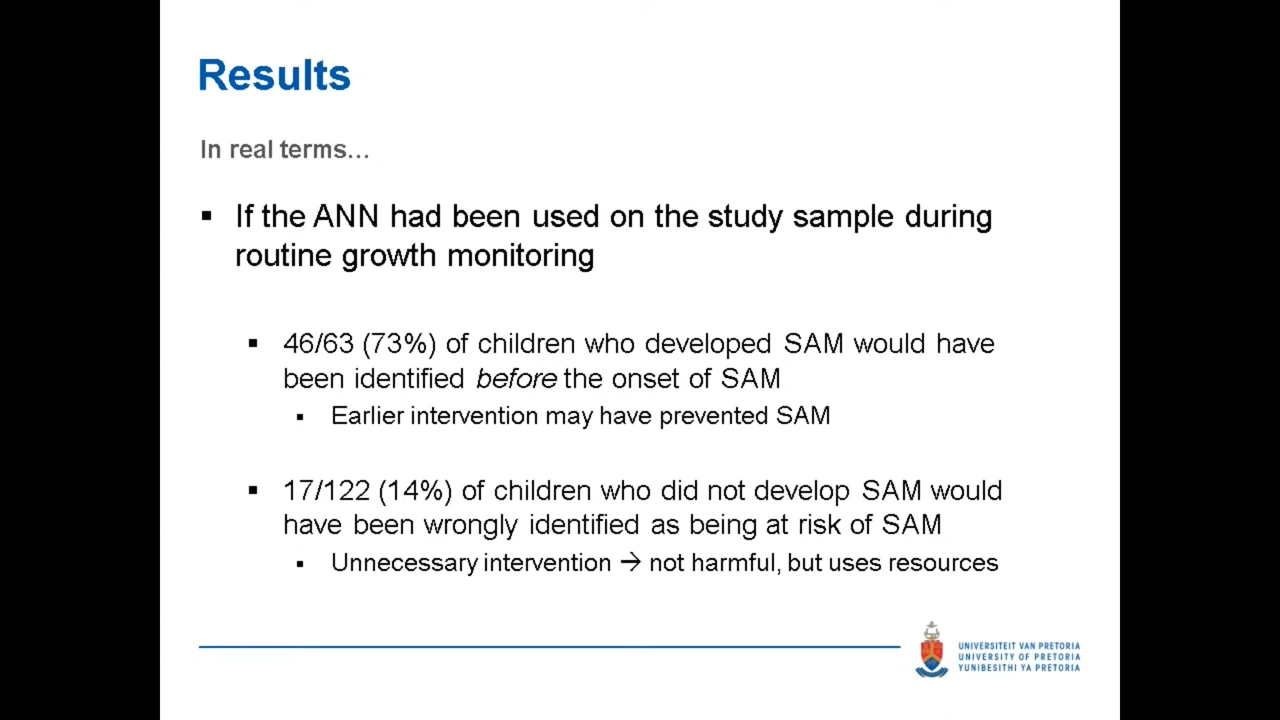 Results
In real terms…
▪ If the ANN had been used on the study sample during
routine growth monitoring
▪ 46/63 (73%) of children who developed SAM would have
been identified before the onset of SAM
▪ Earlier intervention may have prevented SAM
▪ 17/122 (14%) of children who did not develop SAM would
have been wrongly identified as being at risk of SAM
▪ Unnecessary intervention → not harmful, but uses resources
UNIVERSITEIT VAN PRETORIA
UNIVERSITY OF PRETORIA
YUNIBESITHI YA PRETORIA